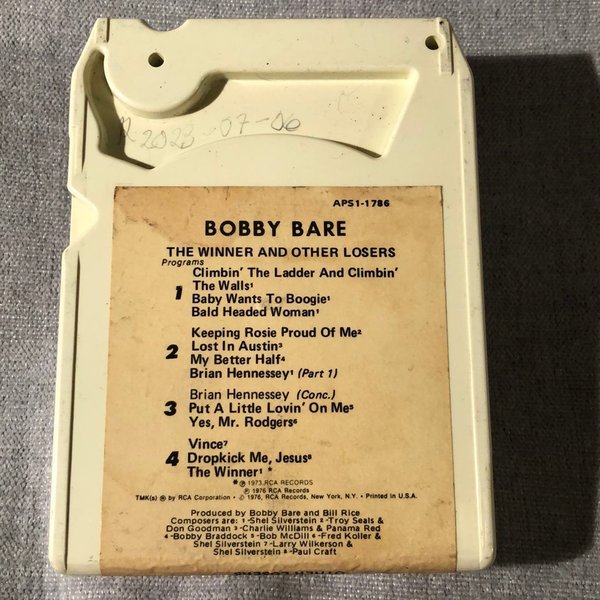 R 2023-07-06
APS1-1786
BOBBY BARE
THE WINNER AND OTHER LOSERS
Programs
1 Climbin' The Ladder And Climbin'
The Walls¹
Baby Wants To Boogie¹
Bald Headed Woman¹
2 Keeping Rosie Proud Of Me²
Lost In Austin³
My Better Half⁴
Brian Hennessey¹ (Part 1)
3 Brian Hennessey (Conc.)
Put A Little Lovin' On Me⁵
Yes, Mr. Rodgers⁶
4 Vince⁷
Dropkick Me, Jesus⁸
The Winner¹ *
* ℗ 1973, RCA RECORDS
℗ 1976 RCA Records
TMK(s) ® by RCA Corporation • © 1976, RCA Records, New York, N.Y. • Printed in U.S.A.
Produced by Bobby Bare and Bill Rice
Composers are: 1-Shel Silverstein 2-Troy Seals &
Don Goodman 3-Charlie Williams & Panama Red
4-Bobby Braddock 5-Bob McDill 6-Fred Koller &
Shel Silverstein 7-Larry Wilkerson &
Shel Silverstein 8-Paul Craft